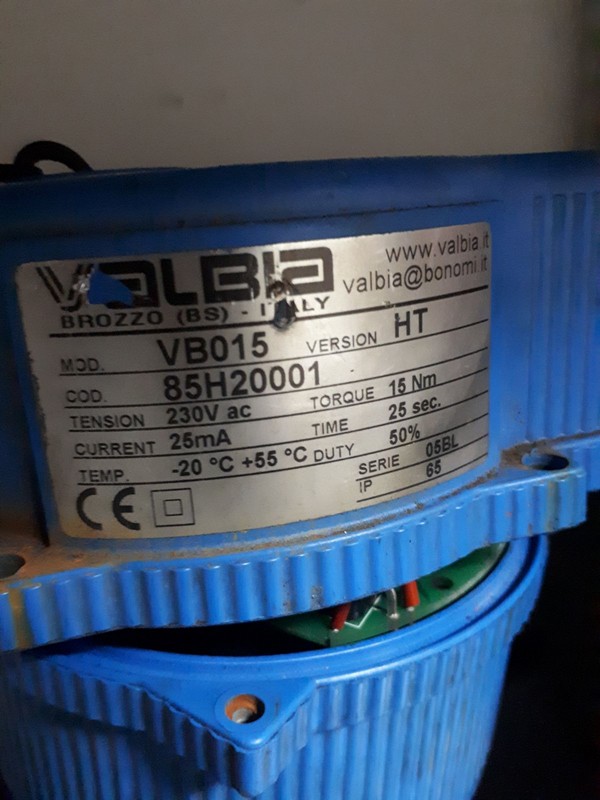 VALBIA
www.valbia.it
valbia@bonomi.it
BROZZO (BS) - ITALY
MOD. VB015 VERSION HT
COD. 85H20001
TENSION 230V ac TORQUE 15 Nm
CURRENT 25mA TIME 25 sec.
TEMP. -20 °C +55 °C DUTY 50%
SERIE 05BL
IP 65
CE